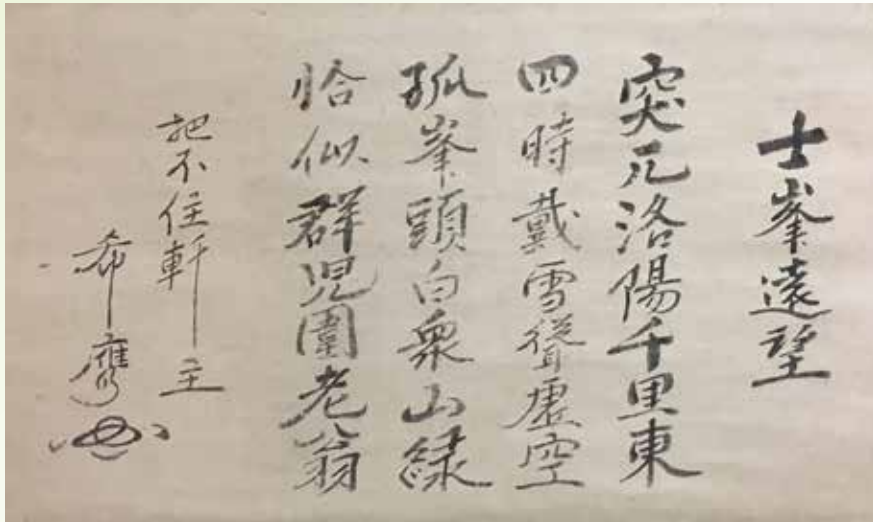 士峯遠望
突兀洛陽千里東
四時戴雪聳虚空
孤峯頭白衆山緑
恰似群児圍老翁
把不住軒主
希膺